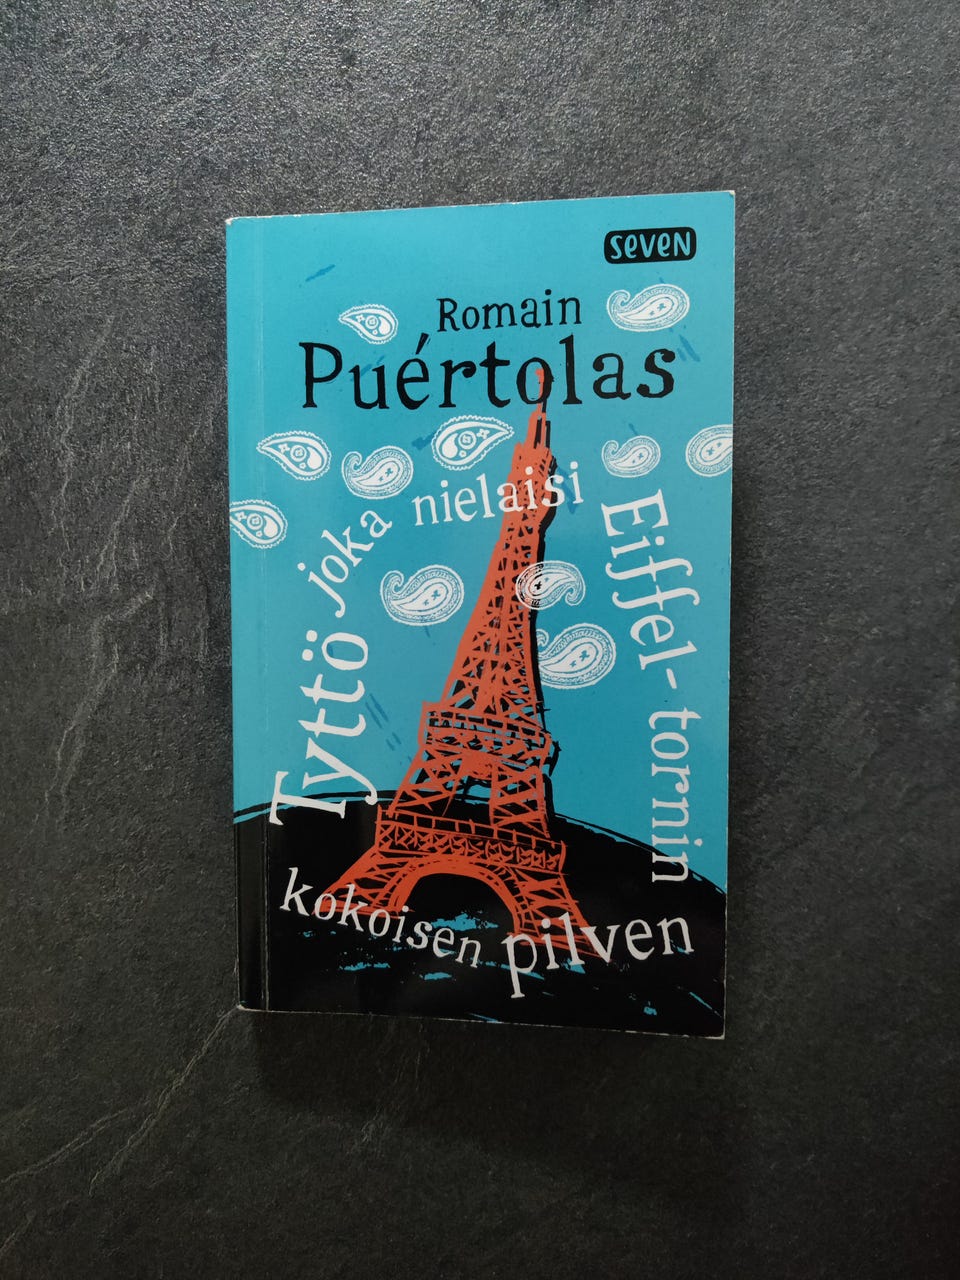 seven
Romain
Puértolas
Tyttö joka nielaisi
Eiffel-tornin
kokoisen pilven